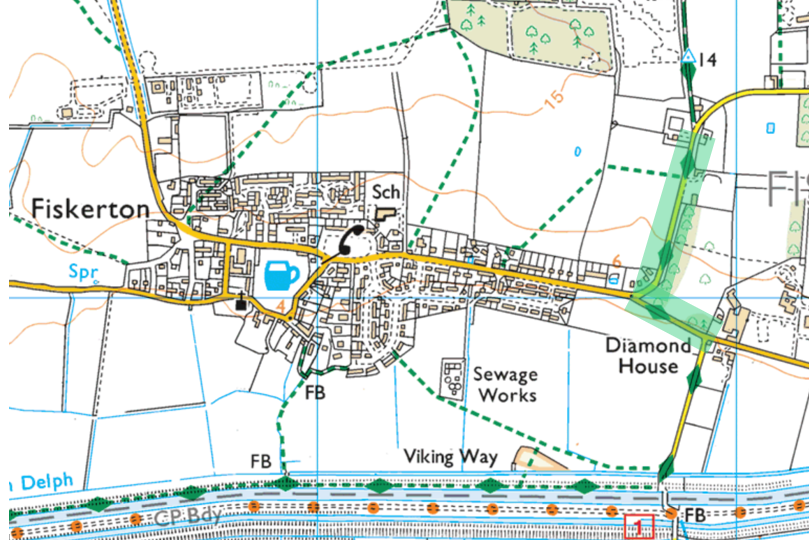 14
15
Sch
FIS
Fiskerton
Spr
6
4
Diamond
House
Sewage
Works
FB
FB
Viking Way
n Delph
CP Bdy
1
FB